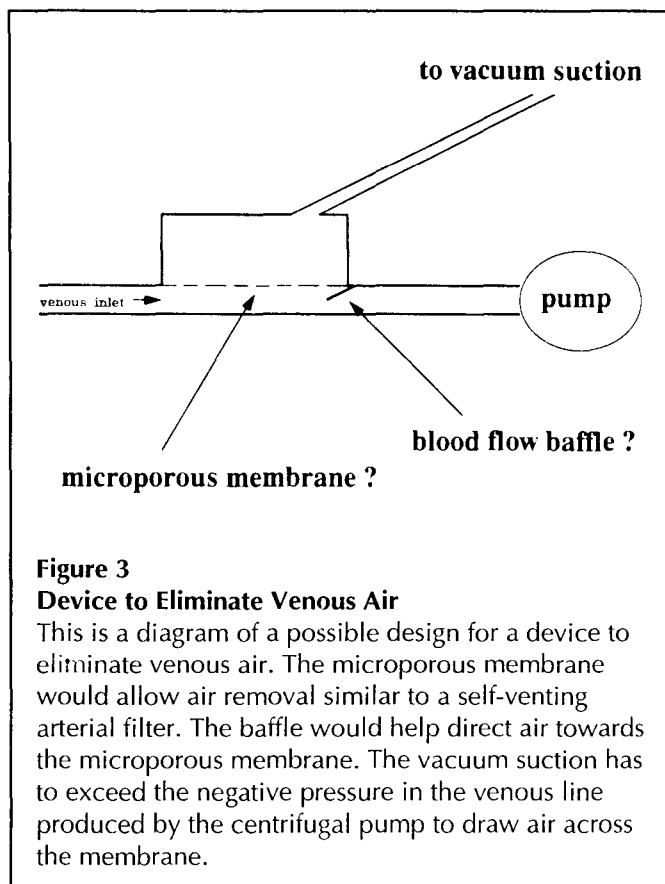 to vacuum suction
venous inlet
pump
blood flow baffle ?
microporous membrane ?
Figure 3
Device to Eliminate Venous Air
This is a diagram of a possible design for a device to
eliminate venous air. The microporous membrane
would allow air removal similar to a self-venting
arterial filter. The baffle would help direct air towards
the microporous membrane. The vacuum suction has
to exceed the negative pressure in the venous line
produced by the centrifugal pump to draw air across
the membrane.